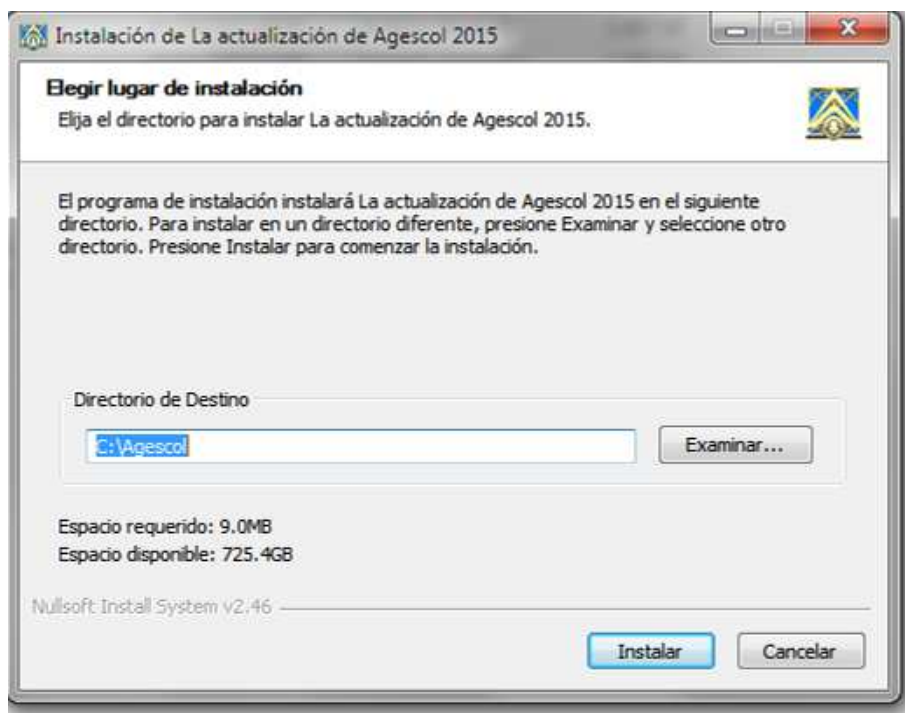 Instalación de La actualización de Agescol 2015
Elegir lugar de instalación
Elija el directorio para instalar La actualización de Agescol 2015.
El programa de instalación instalará La actualización de Agescol 2015 en el siguiente
directorio. Para instalar en un directorio diferente, presione Examinar y seleccione otro
directorio. Presione Instalar para comenzar la instalación.
Directorio de Destino
C:\Agescol
Examinar...
Espacio requerido: 9.0MB
Espacio disponible: 725.4GB
Nullsoft Install System v2.46
Instalar
Cancelar